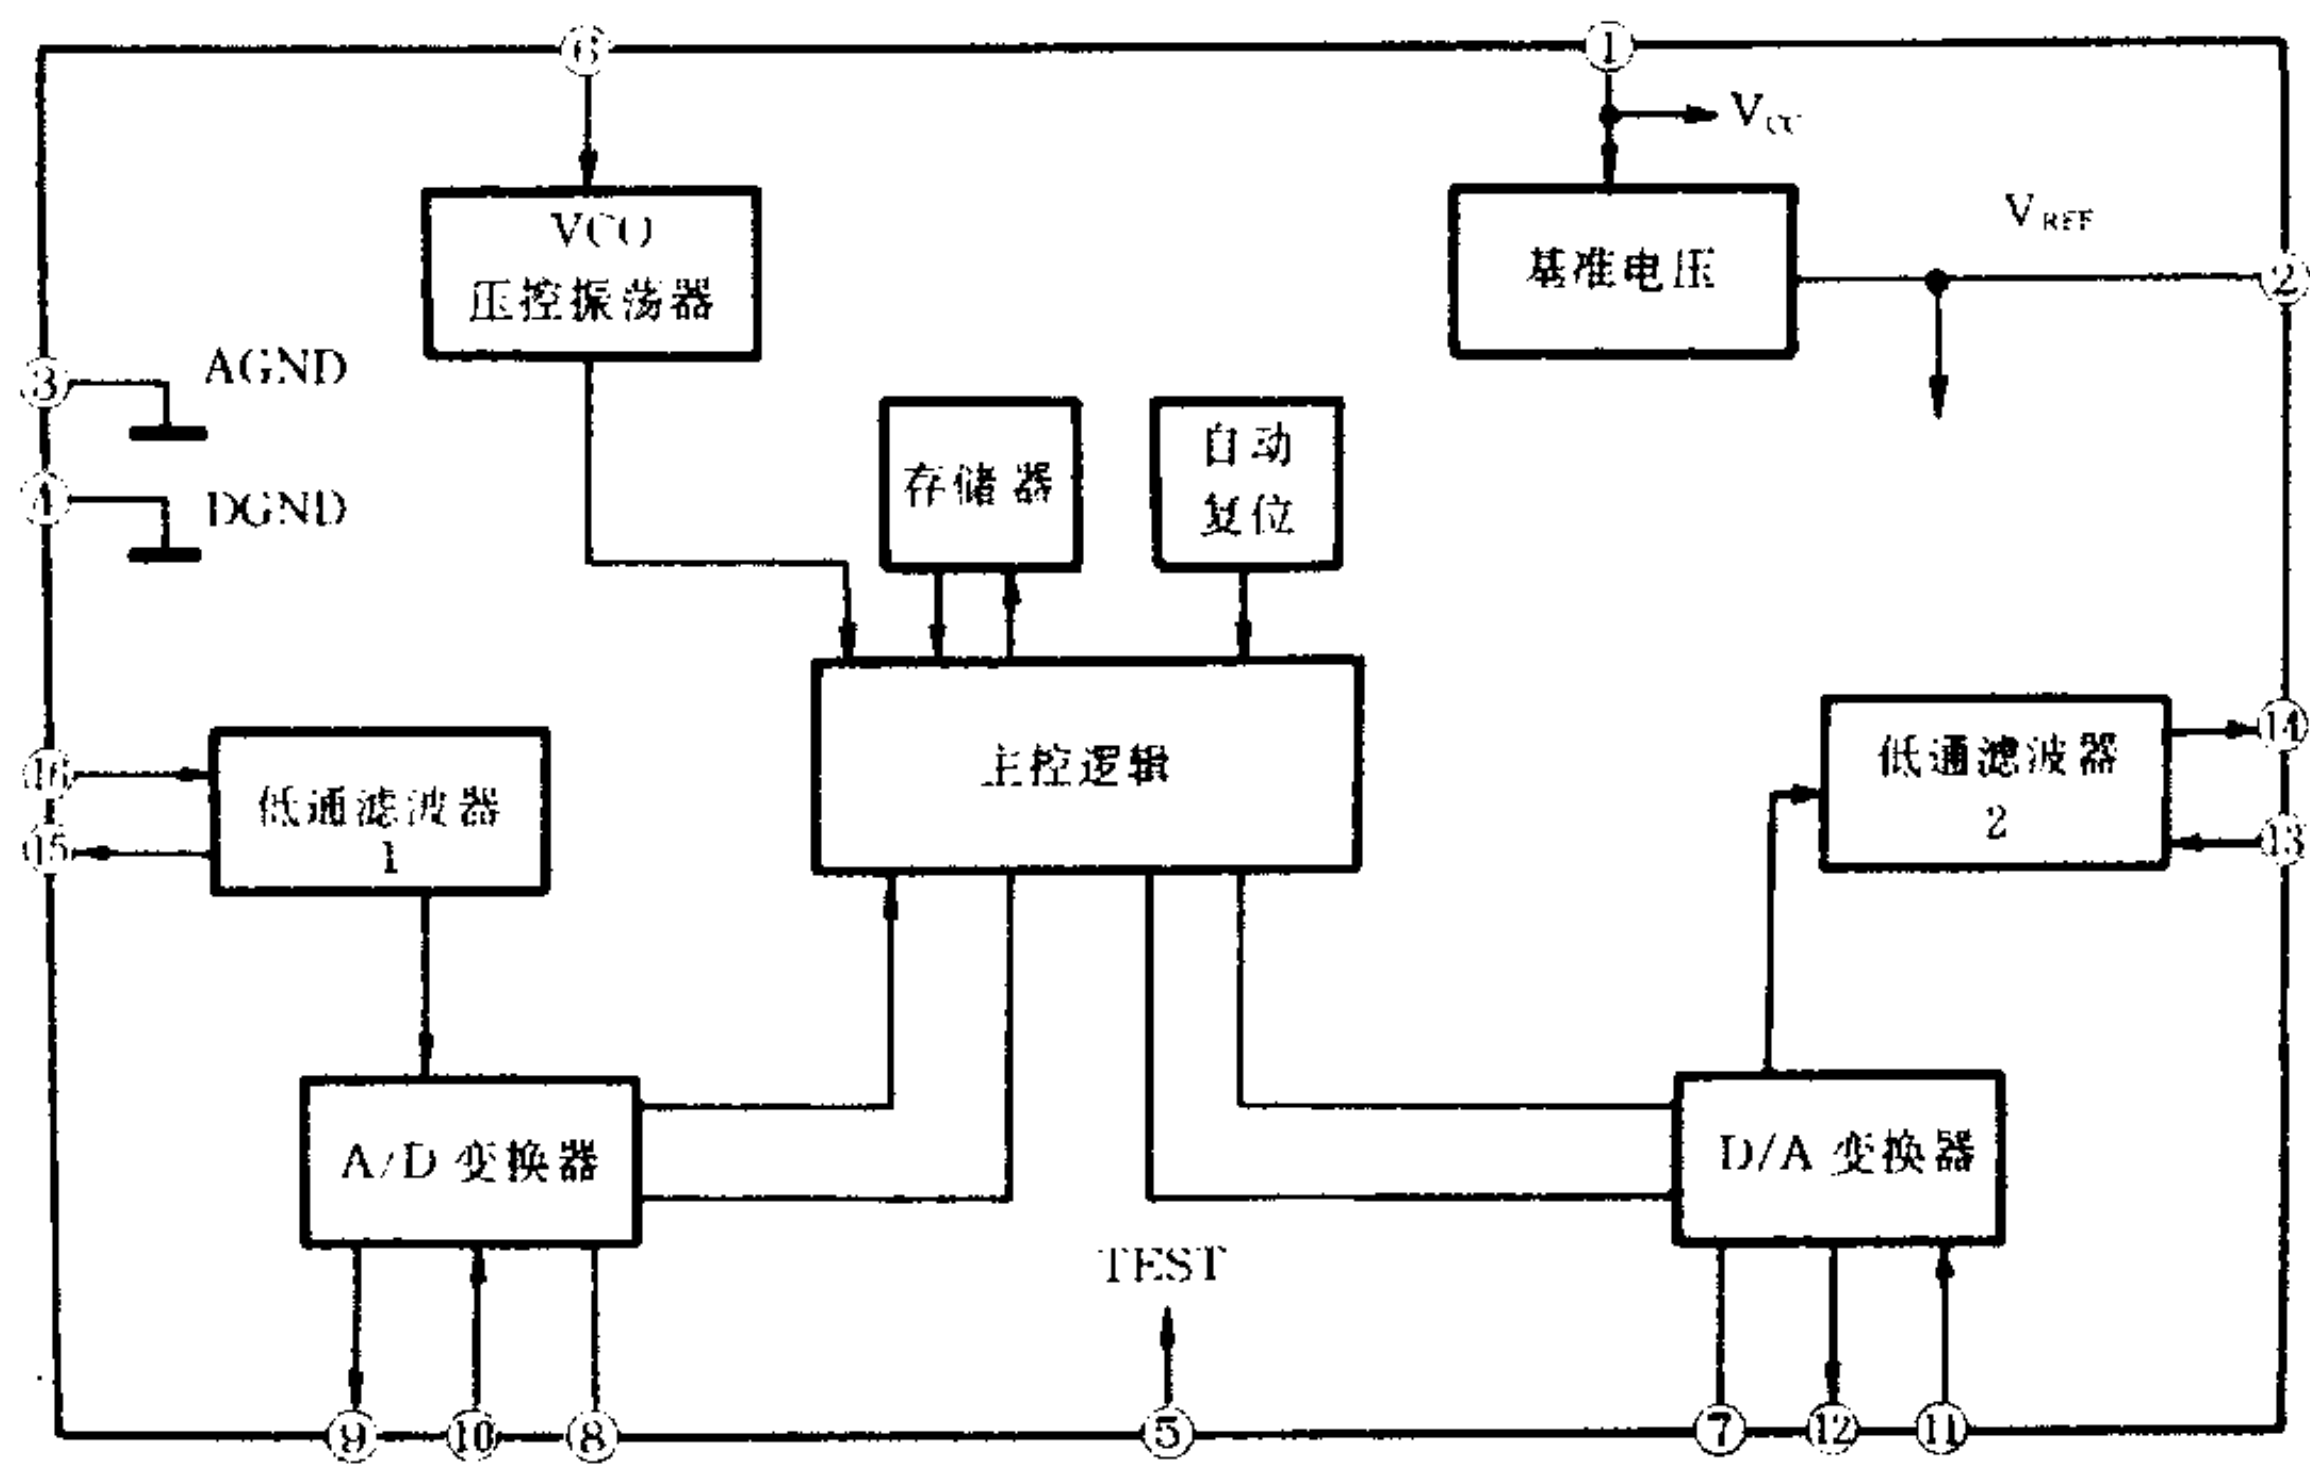 ⑥
①
V_CC
VCO
压控振荡器
基准电压
V_REF
②
③
AGND
④
DGND
存储器
自动
复位
⑯
⑮
低通滤波器
1
主控逻辑
低通滤波器
2
⑭
⑬
A/D 变换器
D/A 变换器
TEST
⑨
⑩
⑧
⑤
⑦
⑫
⑪